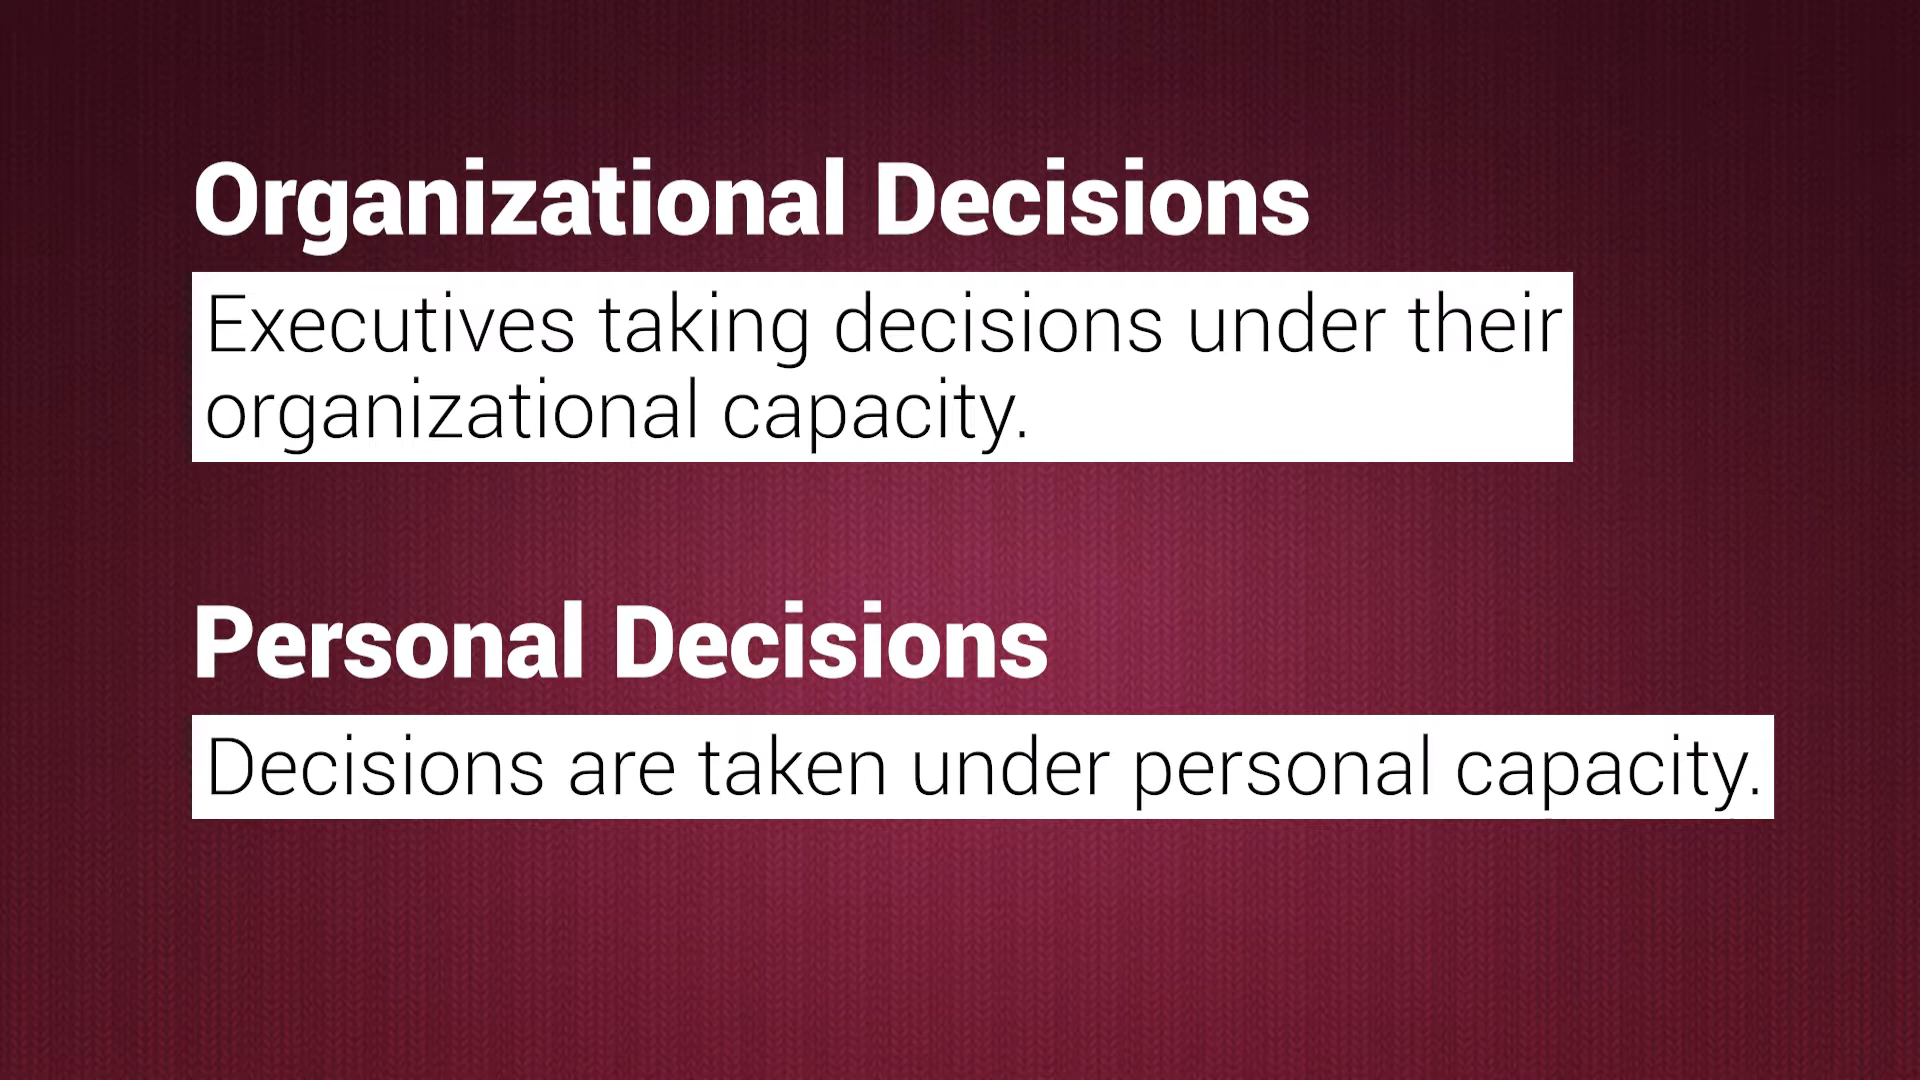 Organizational Decisions
Executives taking decisions under their
organizational capacity.
Personal Decisions
Decisions are taken under personal capacity.